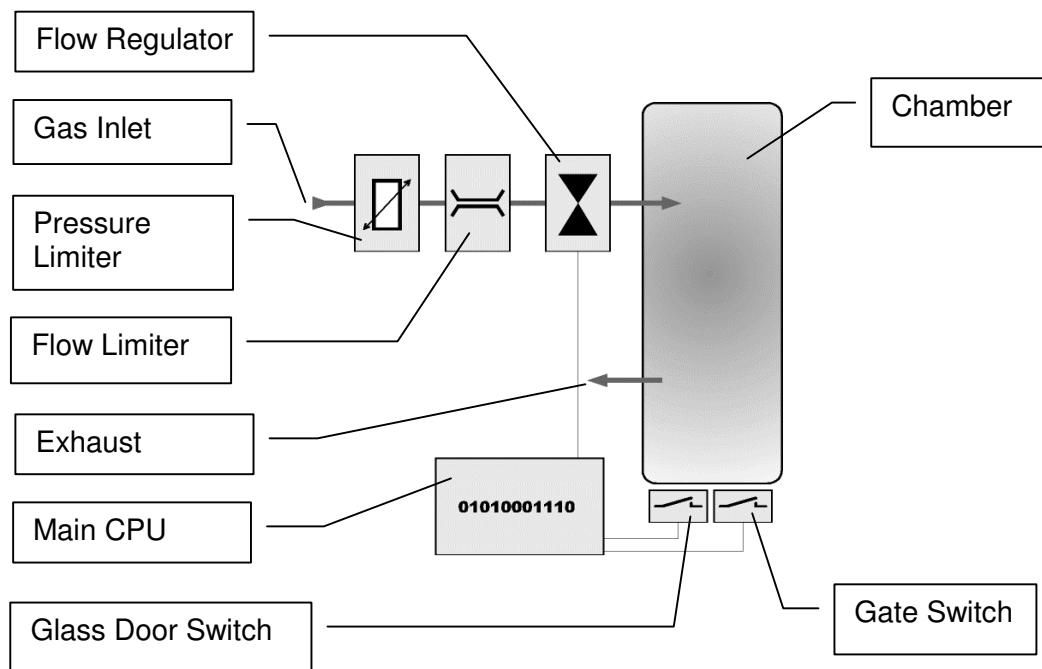 Flow Regulator
Gas Inlet
Chamber
Pressure
Limiter
Flow Limiter
Exhaust
01010001110
Main CPU
Gate Switch
Glass Door Switch